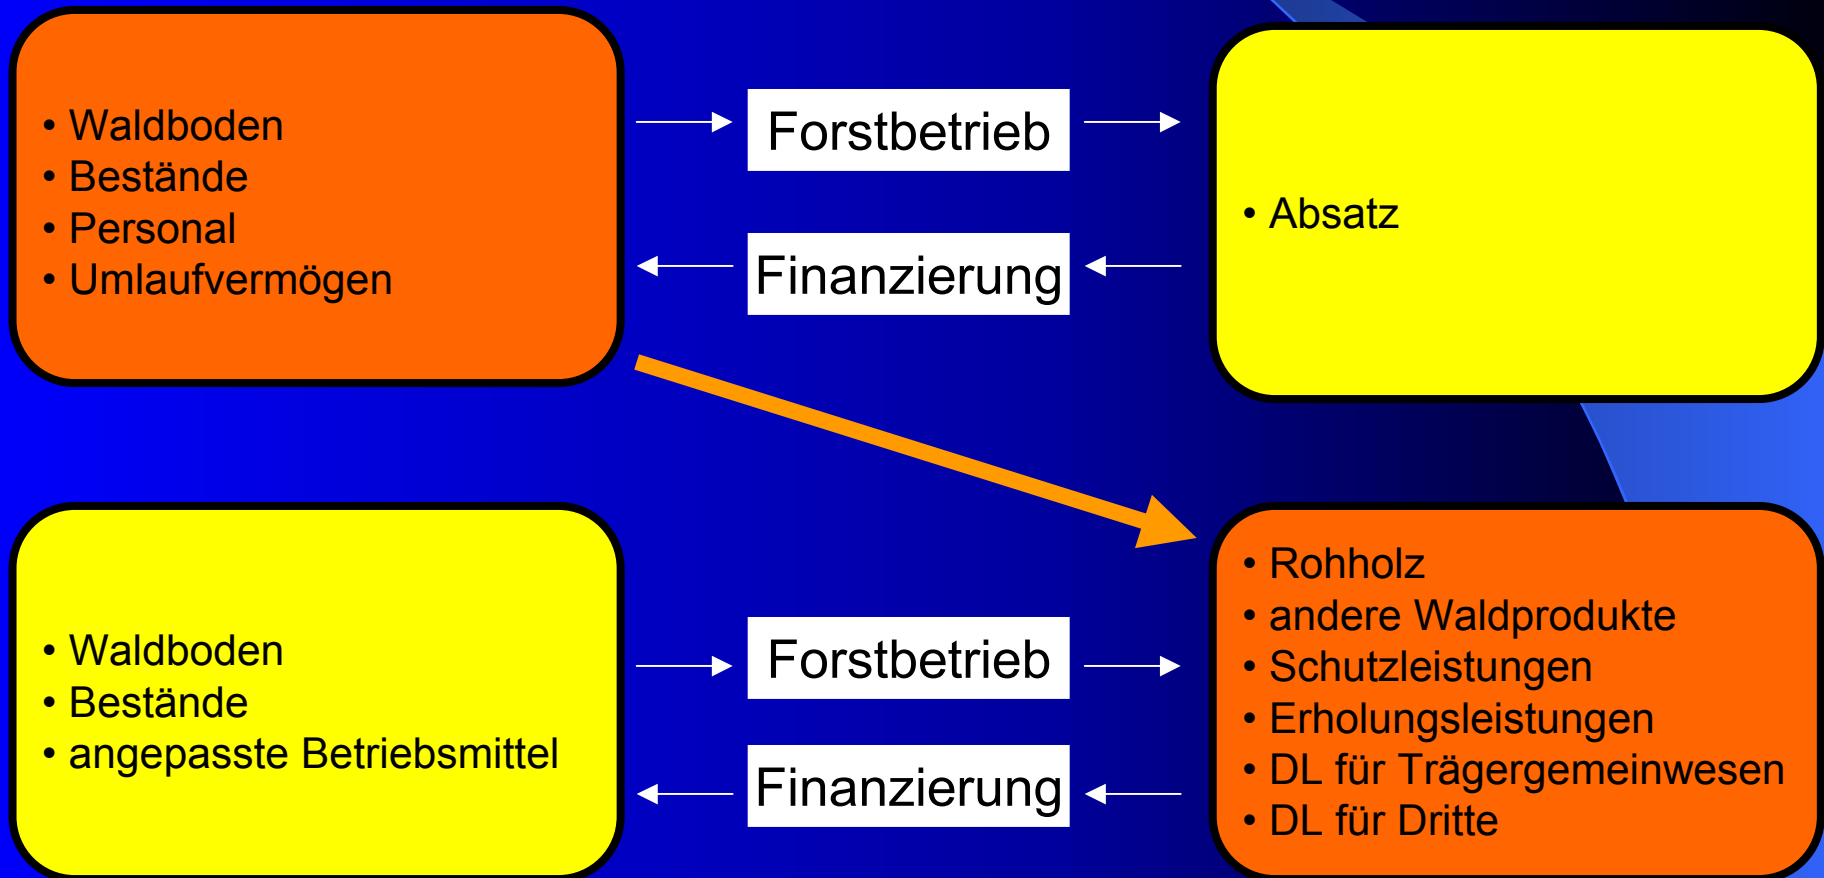 • Waldboden
• Bestände
• Personal
• Umlaufvermögen
Forstbetrieb
Finanzierung
• Absatz
• Waldboden
• Bestände
• angepasste Betriebsmittel
Forstbetrieb
Finanzierung
• Rohholz
• andere Waldprodukte
• Schutzleistungen
• Erholungsleistungen
• DL für Trägergemeinwesen
• DL für Dritte